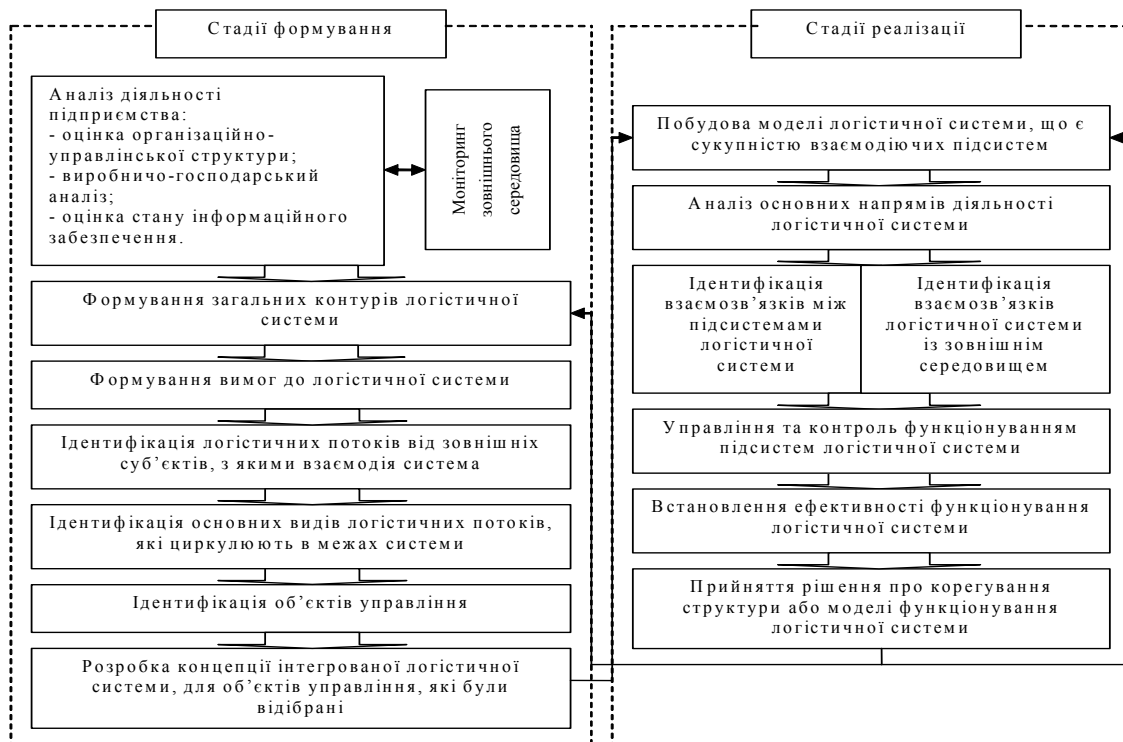 Стадії формування
Аналіз діяльності
підприємства:
- оцінка організаційно-
управлінської структури;
- виробничо-господарський
аналіз;
- оцінка стану інформаційного
забезпечення.
Моніторинг
зовнішнього
середовища
Формування загальних контурів логістичної
системи
Формування вимог до логістичної системи
Ідентифікація логістичних потоків від зовнішніх
суб’єктів, з якими взаємодія система
Ідентифікація основних видів логістичних потоків,
які циркулюють в межах системи
Ідентифікація об’єктів управління
Розробка концепції інтегрованої логістичної
системи, для об’єктів управління, які були
відібрані
Стадії реалізації
Побудова моделі логістичної системи, що є
сукупністю взаємодіючих підсистем
Аналіз основних напрямів діяльності
логістичної системи
Ідентифікація
взаємозв’язків між
підсистемами
логістичної
системи
Ідентифікація
взаємозв’язків
логістичної системи
із зовнішнім
середовищем
Управління та контроль функціонуванням
підсистем логістичної системи
Встановлення ефективності функціонування
логістичної системи
Прийняття рішення про корегування
структури або моделі функціонування
логістичної системи